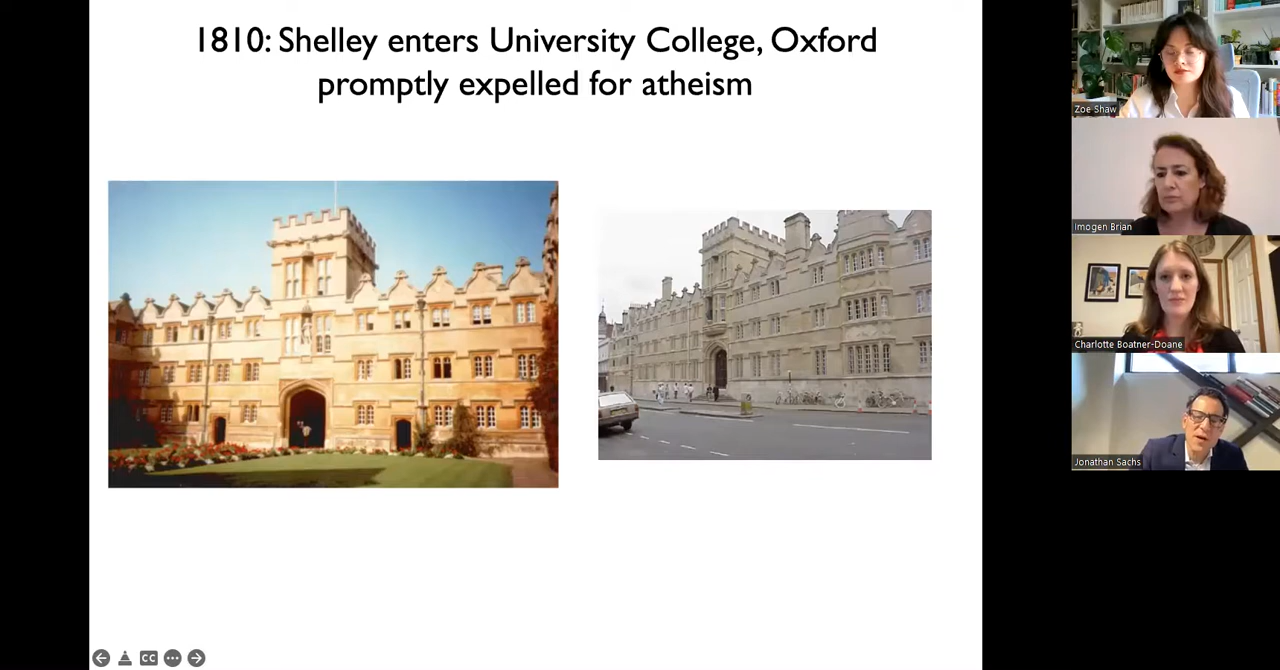 1810: Shelley enters University College, Oxford
promptly expelled for atheism
Zoe Shaw
Imogen Brian
Charlotte Boatner-Doane
Jonathan Sachs
CC